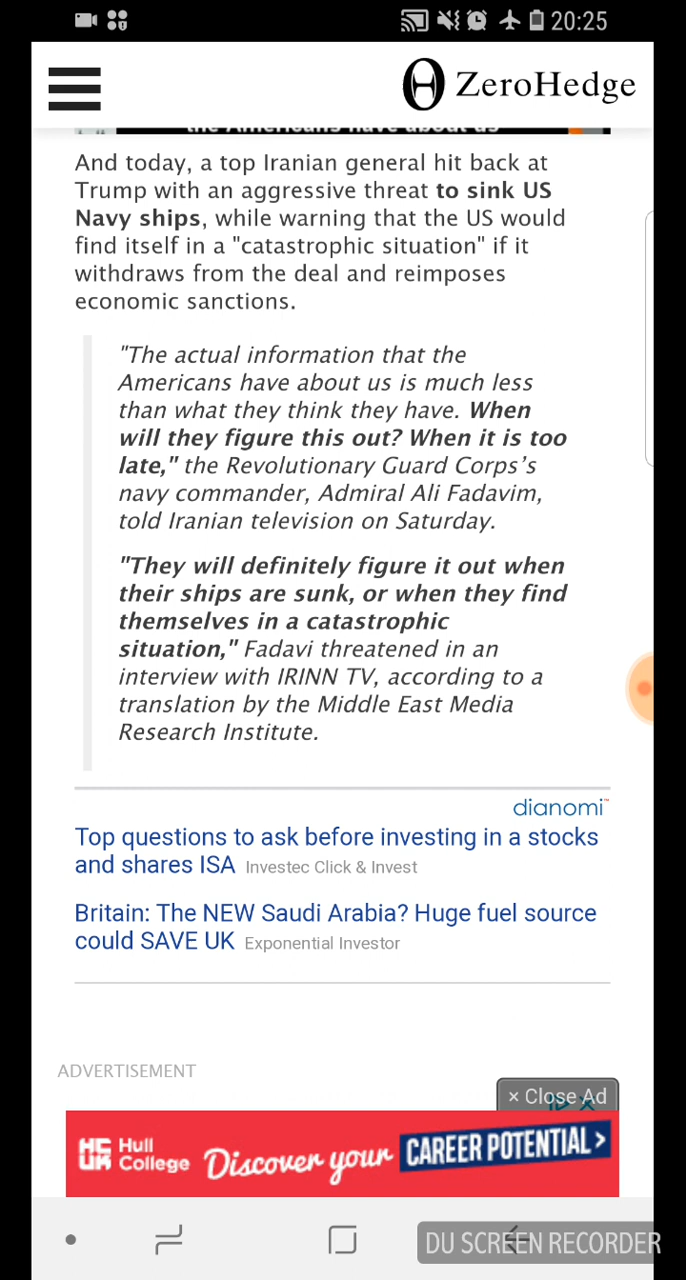 20:25
ZeroHedge
the Americans have about us
And today, a top Iranian general hit back at
Trump with an aggressive threat to sink US
Navy ships, while warning that the US would
find itself in a "catastrophic situation" if it
withdraws from the deal and reimposes
economic sanctions.
"The actual information that the
Americans have about us is much less
than what they think they have. When
will they figure this out? When it is too
late," the Revolutionary Guard Corps’s
navy commander, Admiral Ali Fadavim,
told Iranian television on Saturday.
"They will definitely figure it out when
their ships are sunk, or when they find
themselves in a catastrophic
situation," Fadavi threatened in an
interview with IRINN TV, according to a
translation by the Middle East Media
Research Institute.
dianomi™
Top questions to ask before investing in a stocks
and shares ISA Investec Click & Invest
Britain: The NEW Saudi Arabia? Huge fuel source
could SAVE UK Exponential Investor
ADVERTISEMENT
× Close Ad
HC UK Hull College Discover your CAREER POTENTIAL >
DU SCREEN RECORDER